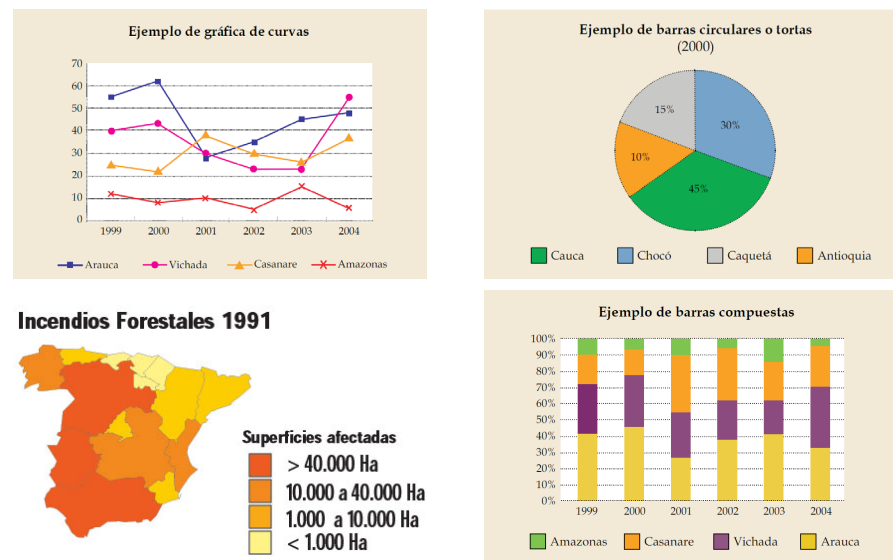 Ejemplo de gráfica de curvas
70
60
50
40
30
20
10
0
1999 2000 2001 2002 2003 2004
Arauca Vichada Casanare Amazonas
Ejemplo de barras circulares o tortas
(2000)
15%
30%
10%
45%
Cauca Chocó Caquetá Antioquia
Incendios Forestales 1991
Superficies afectadas
> 40.000 Ha
10.000 a 40.000 Ha
1.000 a 10.000 Ha
< 1.000 Ha
Ejemplo de barras compuestas
100%
90%
80%
70%
60%
50%
40%
30%
20%
10%
0%
1999 2000 2001 2002 2003 2004
Amazonas Casanare Vichada Arauca